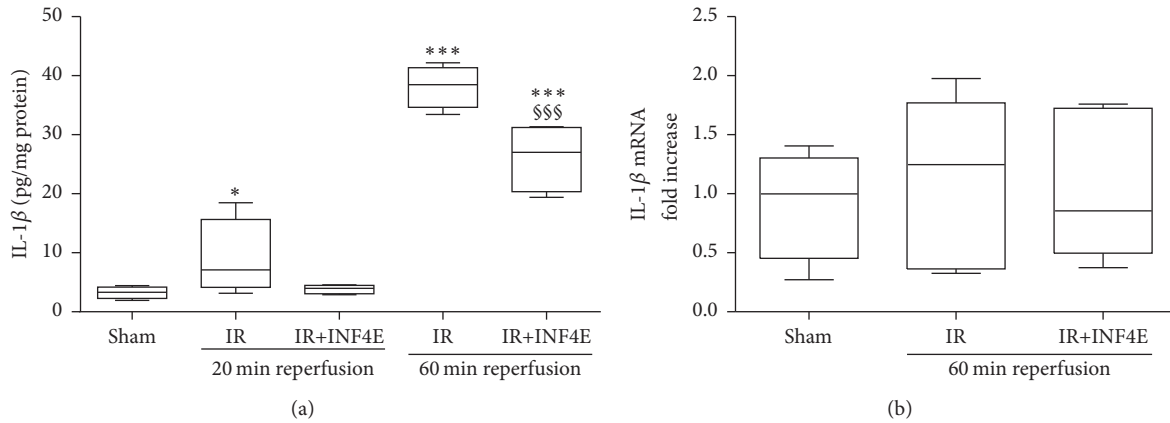 50
40
30
20
10
0
IL-1β (pg/mg protein)
*
***
***
§§§
Sham
IR
IR+INF4E
IR
IR+INF4E
20 min reperfusion
60 min reperfusion
(a)
2.5
2.0
1.5
1.0
0.5
0.0
IL-1β mRNA
fold increase
Sham
IR
IR+INF4E
60 min reperfusion
(b)